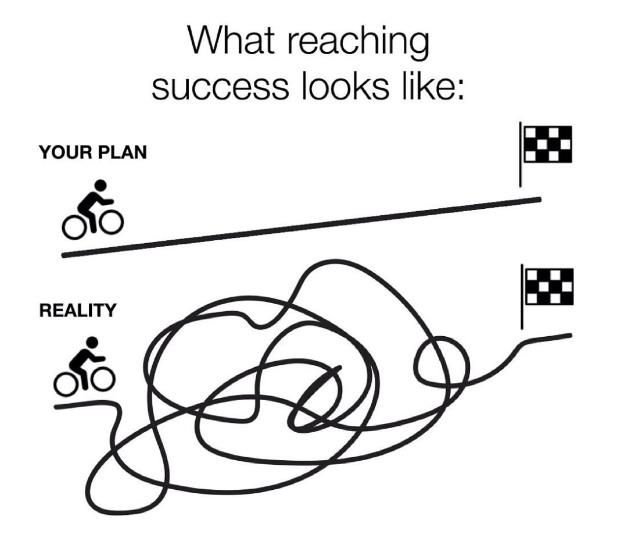 What reaching
success looks like:
YOUR PLAN
REALITY